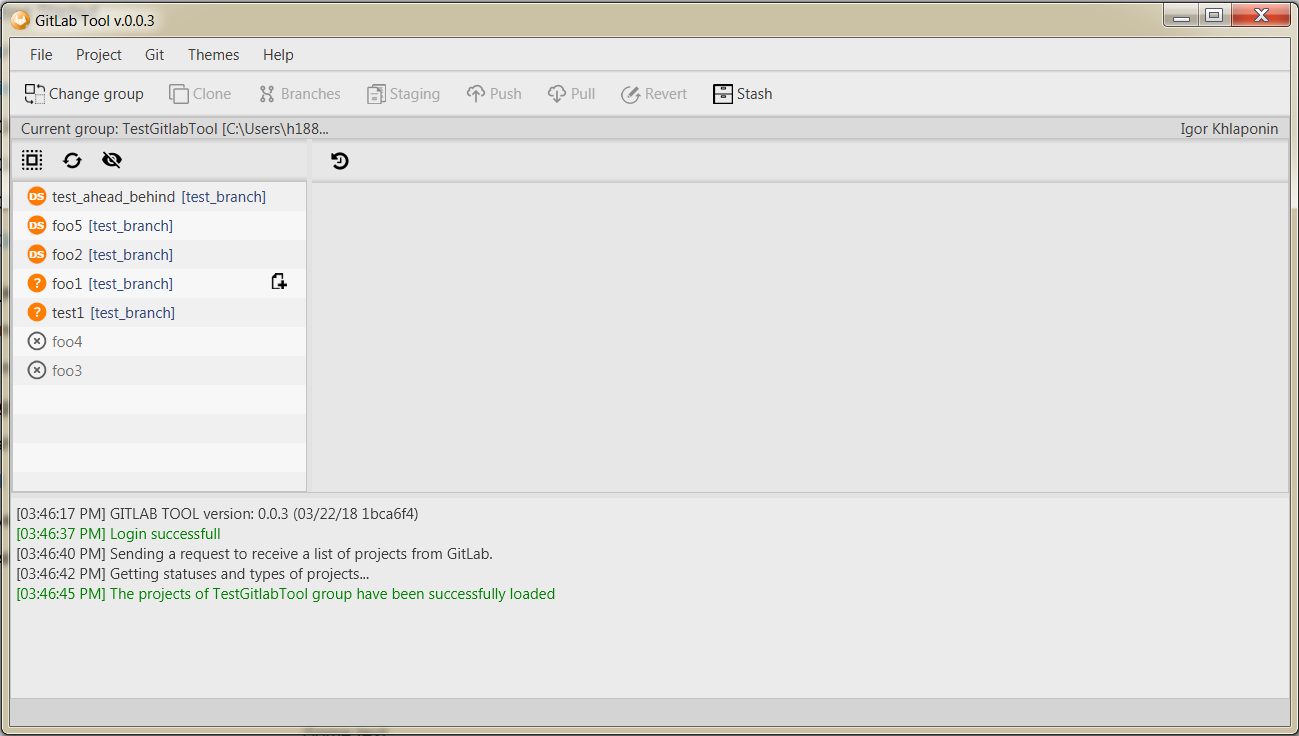 GitLab Tool v.0.0.3
File Project Git Themes Help
Change group Clone Branches Staging Push Pull Revert Stash
Current group: TestGitlabTool [C:\Users\h188... Igor Khlaponin
DS test_ahead_behind [test_branch]
DS foo5 [test_branch]
DS foo2 [test_branch]
? foo1 [test_branch]
? test1 [test_branch]
foo4
foo3
[03:46:17 PM] GITLAB TOOL version: 0.0.3 (03/22/18 1bca6f4)
[03:46:37 PM] Login successfull
[03:46:40 PM] Sending a request to receive a list of projects from GitLab.
[03:46:42 PM] Getting statuses and types of projects...
[03:46:45 PM] The projects of TestGitlabTool group have been successfully loaded